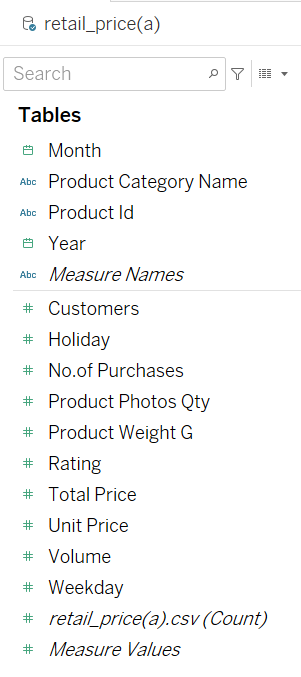 retail_price(a)
Search
Tables
Month
Abc Product Category Name
Abc Product Id
Year
Abc Measure Names
# Customers
# Holiday
# No.of Purchases
# Product Photos Qty
# Product Weight G
# Rating
# Total Price
# Unit Price
# Volume
# Weekday
# retail_price(a).csv (Count)
# Measure Values